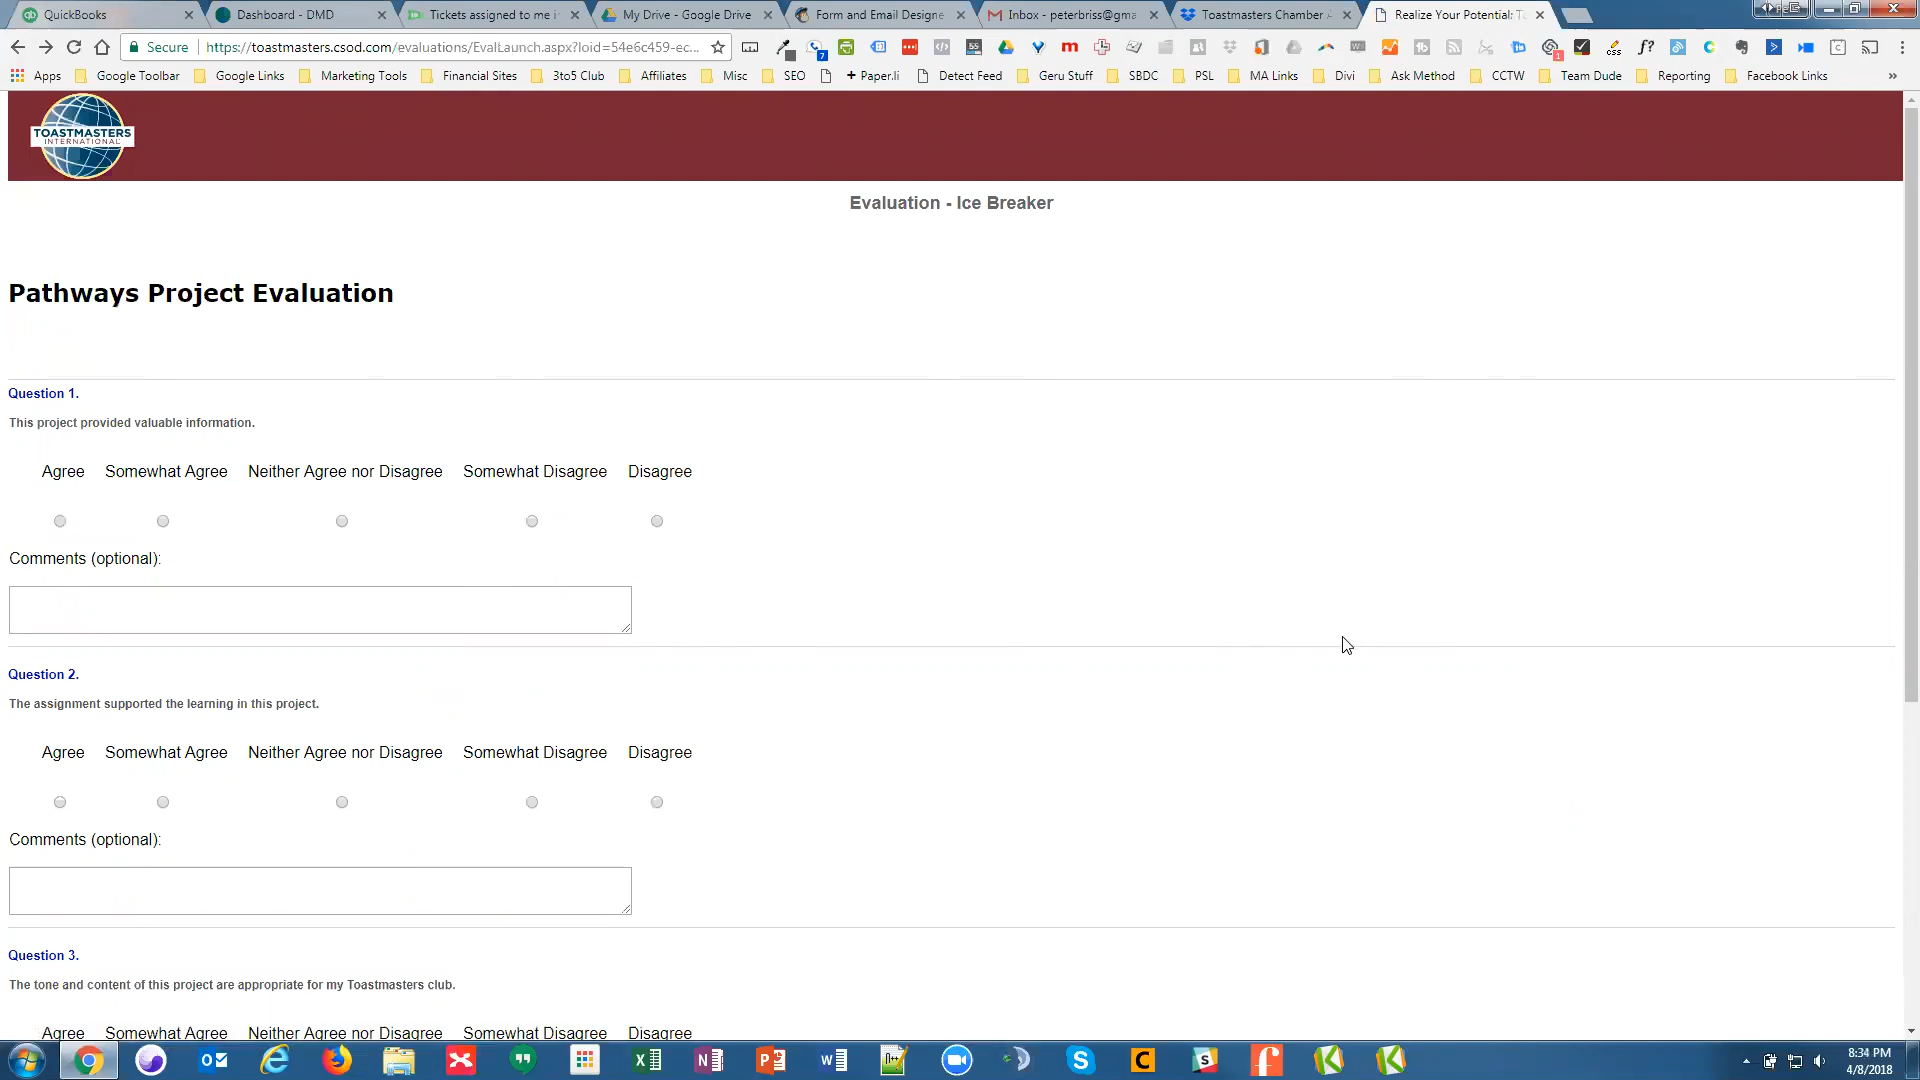 QuickBooks
Dashboard - DMD
Tickets assigned to me i
My Drive - Google Drive
Form and Email Designe
Inbox - peterbriss@gma
Toastmasters Chamber
Realize Your Potential: T
Secure
https://toastmasters.csod.com/evaluations/EvalLaunch.aspx?loid=54e6c459-ec...
Apps
Google Toolbar
Google Links
Marketing Tools
Financial Sites
3to5 Club
Affiliates
Misc
SEO
+ Paper.li
Detect Feed
Geru Stuff
SBDC
PSL
MA Links
Divi
Ask Method
CCTW
Team Dude
Reporting
Facebook Links
»
TOASTMASTERS
INTERNATIONAL
Evaluation - Ice Breaker
Pathways Project Evaluation
Question 1.
This project provided valuable information.
Agree Somewhat Agree Neither Agree nor Disagree Somewhat Disagree Disagree
Comments (optional):
Question 2.
The assignment supported the learning in this project.
Agree Somewhat Agree Neither Agree nor Disagree Somewhat Disagree Disagree
Comments (optional):
Question 3.
The tone and content of this project are appropriate for my Toastmasters club.
Agree Somewhat Agree Neither Agree nor Disagree Somewhat Disagree Disagree
8:34 PM
4/8/2018